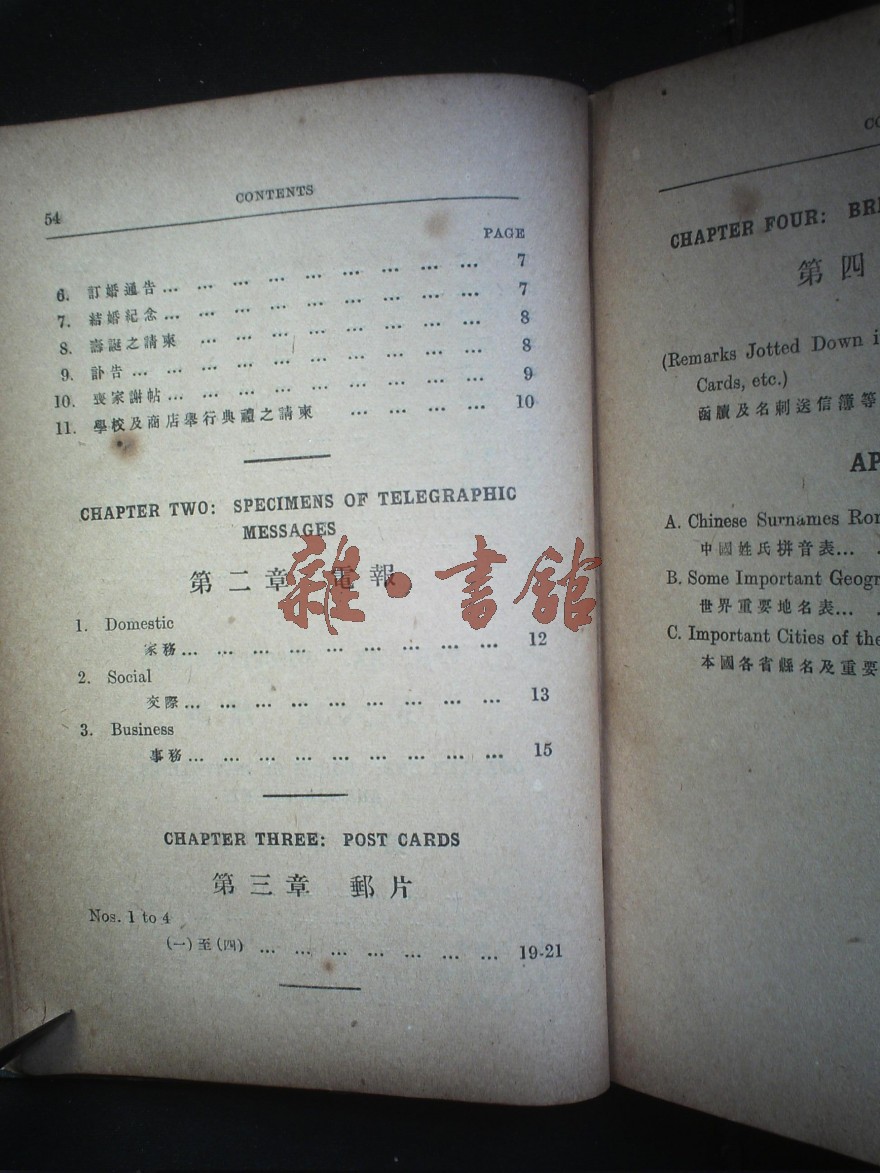 54 CONTENTS
PAGE
6. 訂婚通告 ... ... ... ... ... ... ... ... ... 7
7. 結婚紀念 ... ... ... ... ... ... ... ... ... 7
8. 壽誕之請柬 ... ... ... ... ... ... ... ... 8
9. 訃告 ... ... ... ... ... ... ... ... ... ... 8
10. 喪家謝帖 ... ... ... ... ... ... ... ... ... 9
11. 學校及商店舉行典禮之請柬 ... ... ... ... 10
CHAPTER TWO: SPECIMENS OF TELEGRAPHIC
MESSAGES
第二章 電報
1. Domestic
家務 ... ... ... ... ... ... ... ... ... 12
2. Social
交際 ... ... ... ... ... ... ... ... ... 13
3. Business
事務 ... ... ... ... ... ... ... ... ... 15
CHAPTER THREE: POST CARDS
第三章 郵片
Nos. 1 to 4
(一)至(四) ... ... ... ... ... ... ... 19-21
雜·書館
CO
CHAPTER FOUR: BRI
第四
(Remarks Jotted Down i
Cards, etc.)
函牘及名刺送信簿等
AP
A. Chinese Surnames Ro
中國姓氏拼音表... ..
B. Some Important Geogr
世界重要地名表... ..
C. Important Cities of the
本國各省縣名及重要